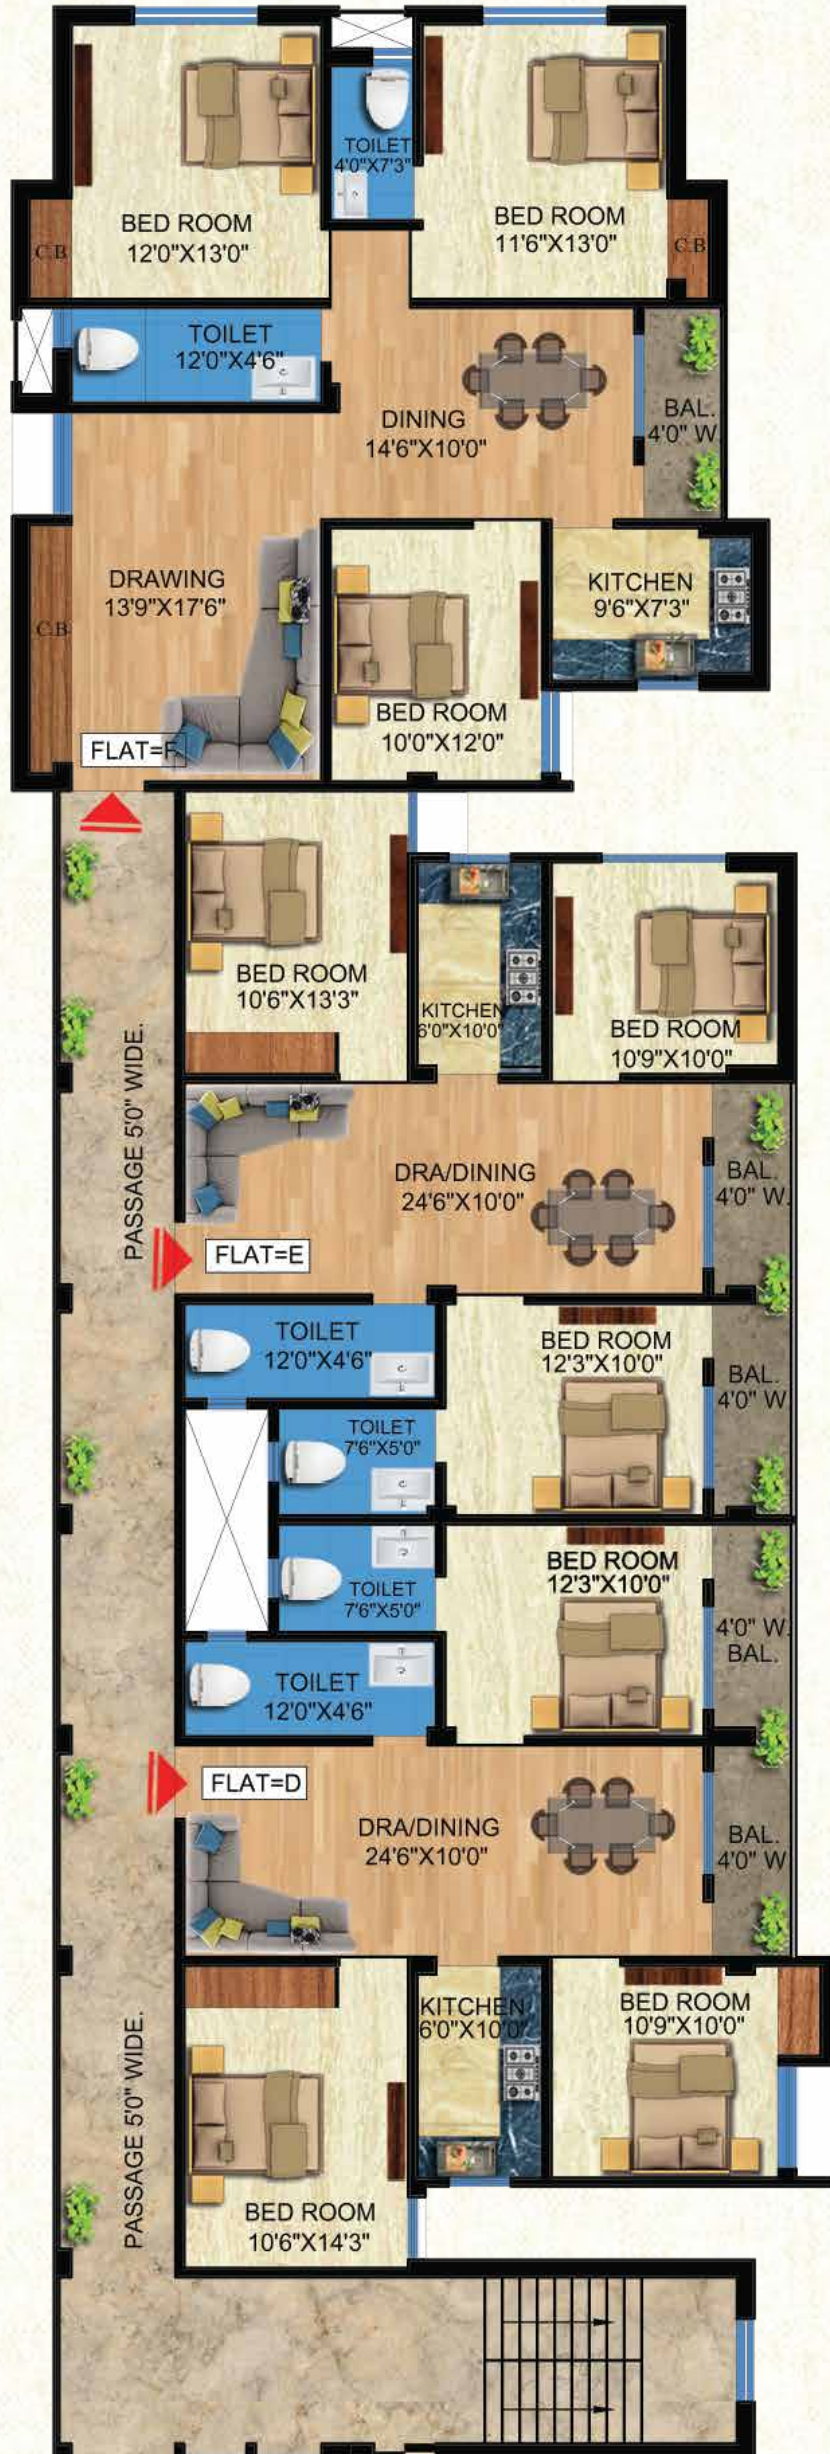 TOILET
4'0"X7'3"
BED ROOM
12'0"X13'0"
BED ROOM
11'6"X13'0"
C.B
C.B
TOILET
12'0"X4'6"
DINING
14'6"X10'0"
BAL.
4'0" W.
DRAWING
13'9"X17'6"
KITCHEN
9'6"X7'3"
C.B
BED ROOM
10'0"X12'0"
FLAT=F
BED ROOM
10'6"X13'3"
KITCHEN
6'0"X10'0"
BED ROOM
10'9"X10'0"
PASSAGE 5'0" WIDE.
DRA/DINING
24'6"X10'0"
BAL.
4'0" W.
FLAT=E
TOILET
12'0"X4'6"
BED ROOM
12'3"X10'0"
BAL.
4'0" W
TOILET
7'6"X5'0"
TOILET
7'6"X5'0"
BED ROOM
12'3"X10'0"
4'0" W.
BAL.
TOILET
12'0"X4'6"
FLAT=D
DRA/DINING
24'6"X10'0"
BAL.
4'0" W
KITCHEN
6'0"X10'0"
BED ROOM
10'9"X10'0"
PASSAGE 5'0" WIDE.
BED ROOM
10'6"X14'3"